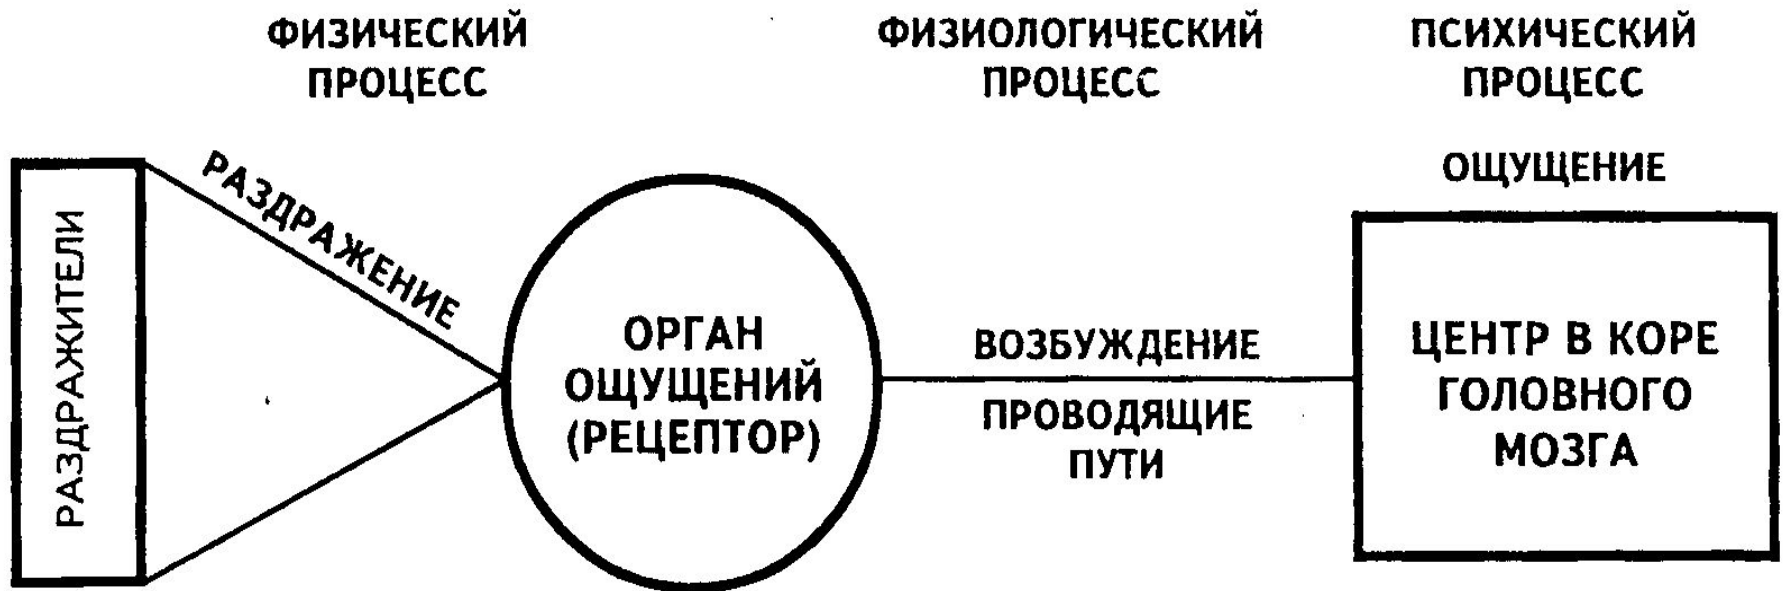 ФИЗИЧЕСКИЙ
ПРОЦЕСС
ФИЗИОЛОГИЧЕСКИЙ
ПРОЦЕСС
ПСИХИЧЕСКИЙ
ПРОЦЕСС
РАЗДРАЖИТЕЛИ
РАЗДРАЖЕНИЕ
ОРГАН
ОЩУЩЕНИЙ
(РЕЦЕПТОР)
ВОЗБУЖДЕНИЕ
ПРОВОДЯЩИЕ
ПУТИ
ОЩУЩЕНИЕ
ЦЕНТР В КОРЕ
ГОЛОВНОГО
МОЗГА